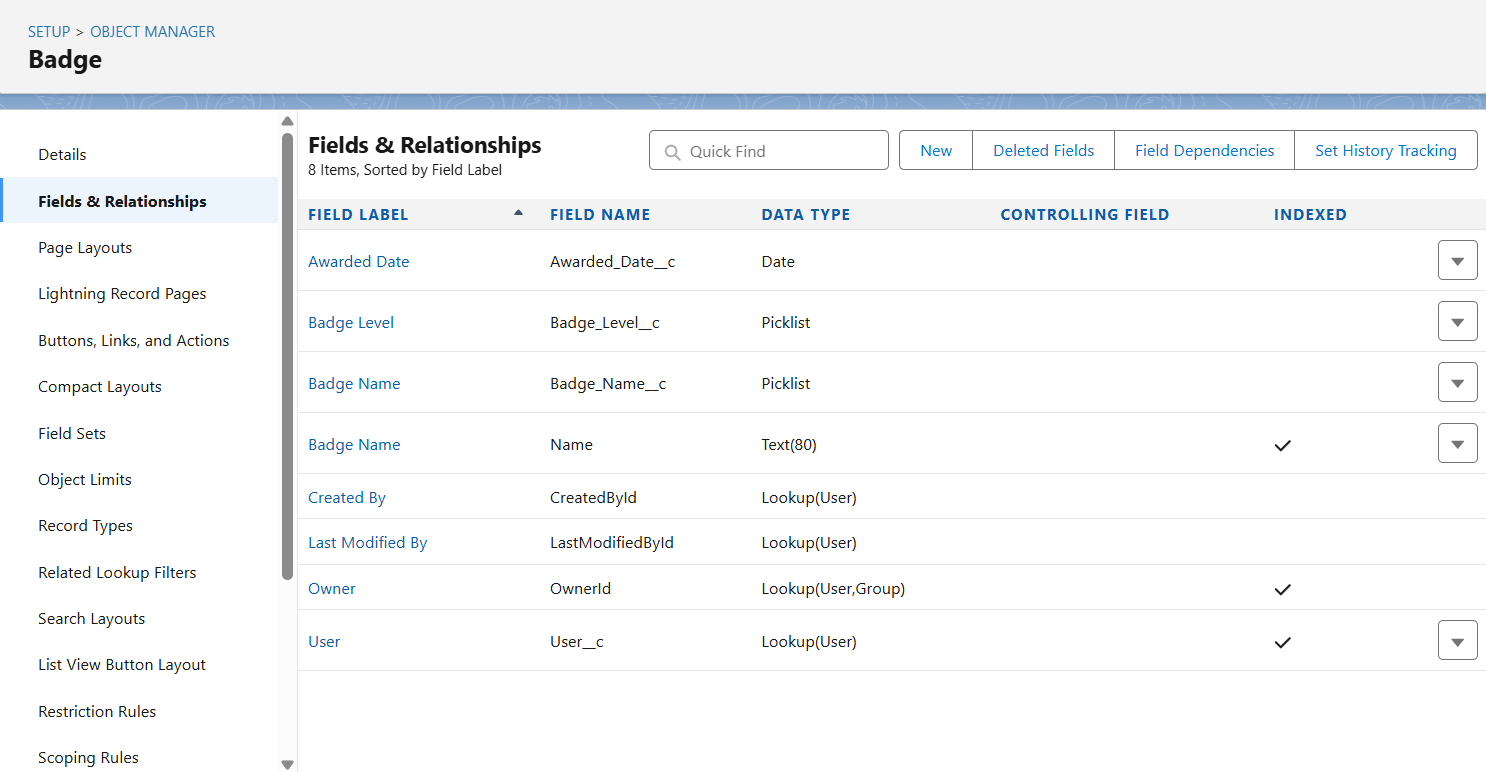 SETUP > OBJECT MANAGER
Badge
Details
Fields & Relationships
Page Layouts
Lightning Record Pages
Buttons, Links, and Actions
Compact Layouts
Field Sets
Object Limits
Record Types
Related Lookup Filters
Search Layouts
List View Button Layout
Restriction Rules
Scoping Rules
Fields & Relationships
8 Items, Sorted by Field Label
Quick Find
New
Deleted Fields
Field Dependencies
Set History Tracking
FIELD LABEL FIELD NAME DATA TYPE CONTROLLING FIELD INDEXED
Awarded Date Awarded_Date__c Date
Badge Level Badge_Level__c Picklist
Badge Name Badge_Name__c Picklist
Badge Name Name Text(80)
Created By CreatedById Lookup(User)
Last Modified By LastModifiedById Lookup(User)
Owner OwnerId Lookup(User,Group)
User User__c Lookup(User)